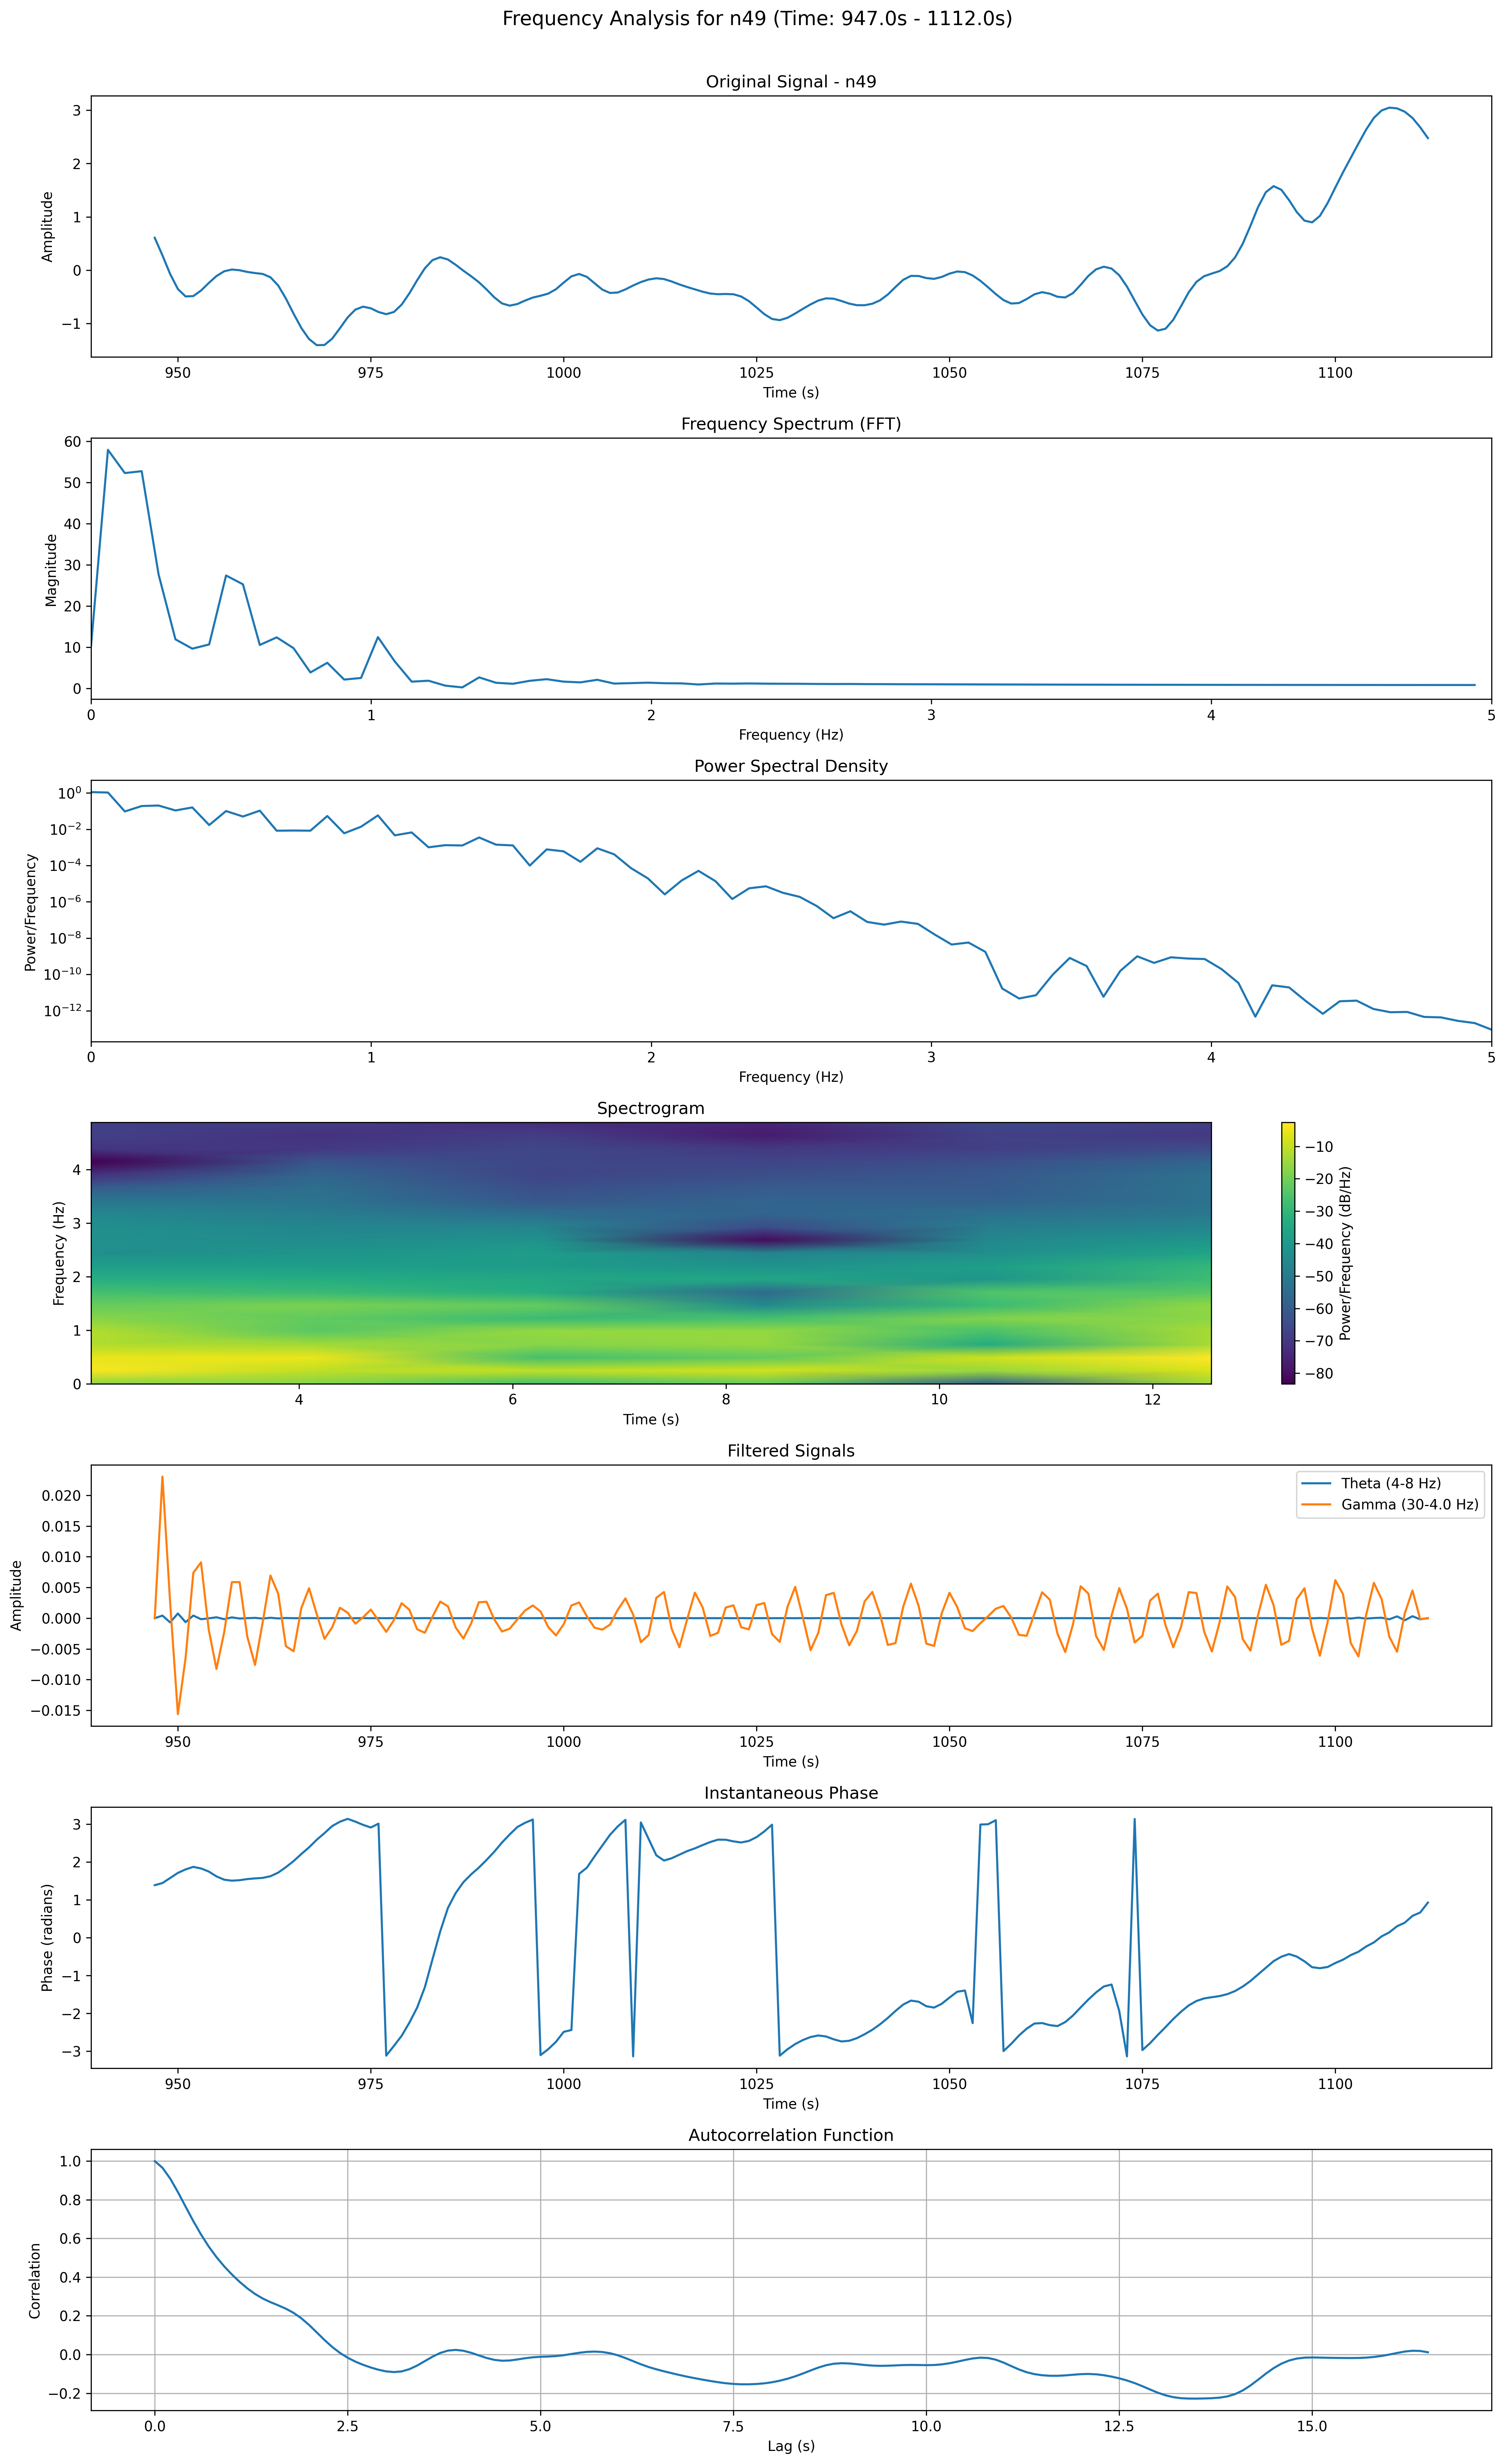 Frequency Analysis for n49 (Time: 947.0s - 1112.0s)
Original Signal - n49
3
2
1
0
−1
Amplitude
950 975 1000 1025 1050 1075 1100
Time (s)
Frequency Spectrum (FFT)
60
50
40
30
20
10
0
Magnitude
0 1 2 3 4 5
Frequency (Hz)
Power Spectral Density
10⁰
10⁻²
10⁻⁴
10⁻⁶
10⁻⁸
10⁻¹⁰
10⁻¹²
Power/Frequency
0 1 2 3 4 5
Frequency (Hz)
Spectrogram
4
3
2
1
0
Frequency (Hz)
4 6 8 10 12
Time (s)
−10
−20
−30
−40
−50
−60
−70
−80
Power/Frequency (dB/Hz)
Filtered Signals
0.020
0.015
0.010
0.005
0.000
−0.005
−0.010
−0.015
Amplitude
Theta (4-8 Hz)
Gamma (30-4.0 Hz)
950 975 1000 1025 1050 1075 1100
Time (s)
Instantaneous Phase
3
2
1
0
−1
−2
−3
Phase (radians)
950 975 1000 1025 1050 1075 1100
Time (s)
Autocorrelation Function
1.0
0.8
0.6
0.4
0.2
0.0
−0.2
Correlation
0.0 2.5 5.0 7.5 10.0 12.5 15.0
Lag (s)